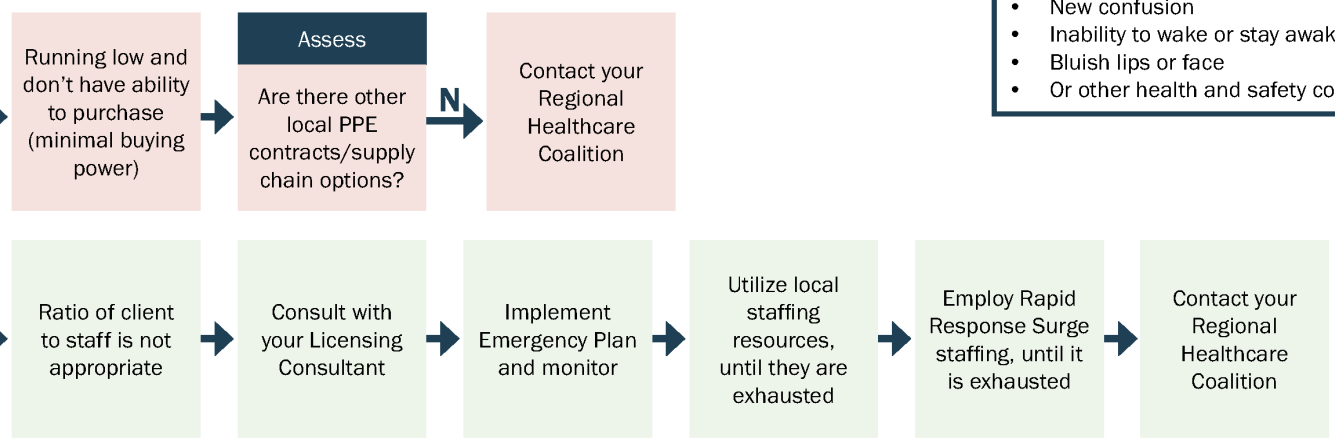 • New confusion
• Inability to wake or stay
• Bluish lips or face
• Or other health and safety
Running low and
don't have ability
to purchase
(minimal buying
power)
Assess
Are there other
local PPE
contracts/supply
chain options?
N
Contact your
Regional
Healthcare
Coalition
Ratio of client
to staff is not
appropriate
Consult with
your Licensing
Consultant
Implement
Emergency Plan
and monitor
Utilize local
staffing
resources,
until they are
exhausted
Employ Rapid
Response Surge
staffing, until it
is exhausted
Contact your
Regional
Healthcare
Coalition